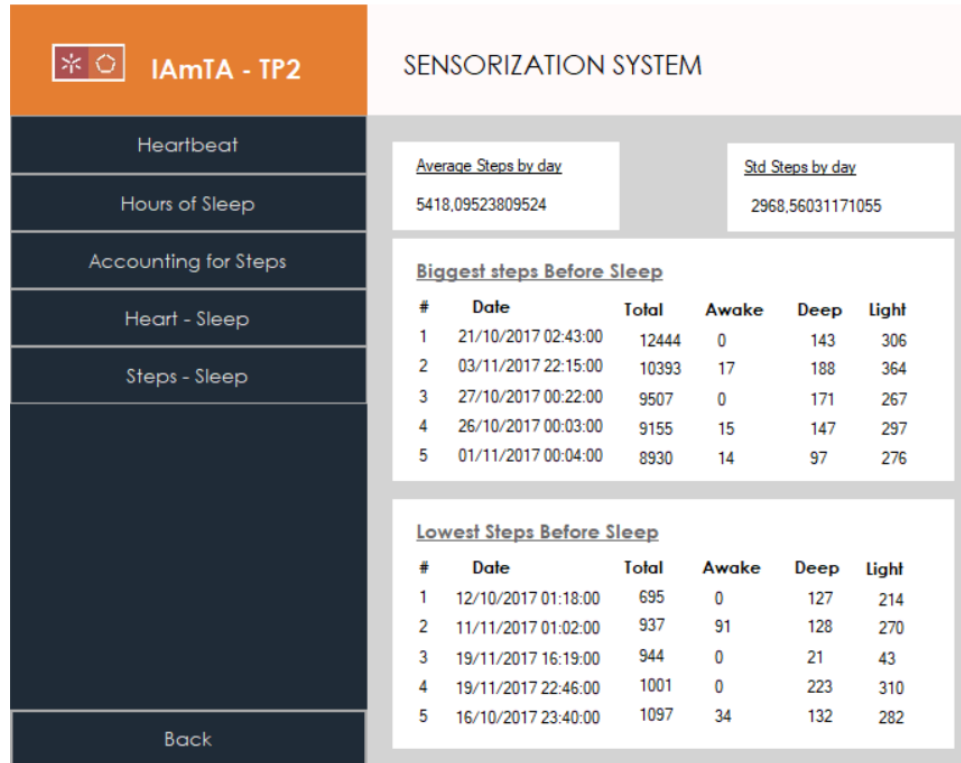 IAmTA - TP2
SENSORIZATION SYSTEM
Heartbeat
Hours of Sleep
Accounting for Steps
Heart - Sleep
Steps - Sleep
Back
Average Steps by day
5418,09523809524
Std Steps by day
2968,56031171055
Biggest steps Before Sleep
# Date Total Awake Deep Light
1 21/10/2017 02:43:00 12444 0 143 306
2 03/11/2017 22:15:00 10393 17 188 364
3 27/10/2017 00:22:00 9507 0 171 267
4 26/10/2017 00:03:00 9155 15 147 297
5 01/11/2017 00:04:00 8930 14 97 276
Lowest Steps Before Sleep
# Date Total Awake Deep Light
1 12/10/2017 01:18:00 695 0 127 214
2 11/11/2017 01:02:00 937 91 128 270
3 19/11/2017 16:19:00 944 0 21 43
4 19/11/2017 22:46:00 1001 0 223 310
5 16/10/2017 23:40:00 1097 34 132 282